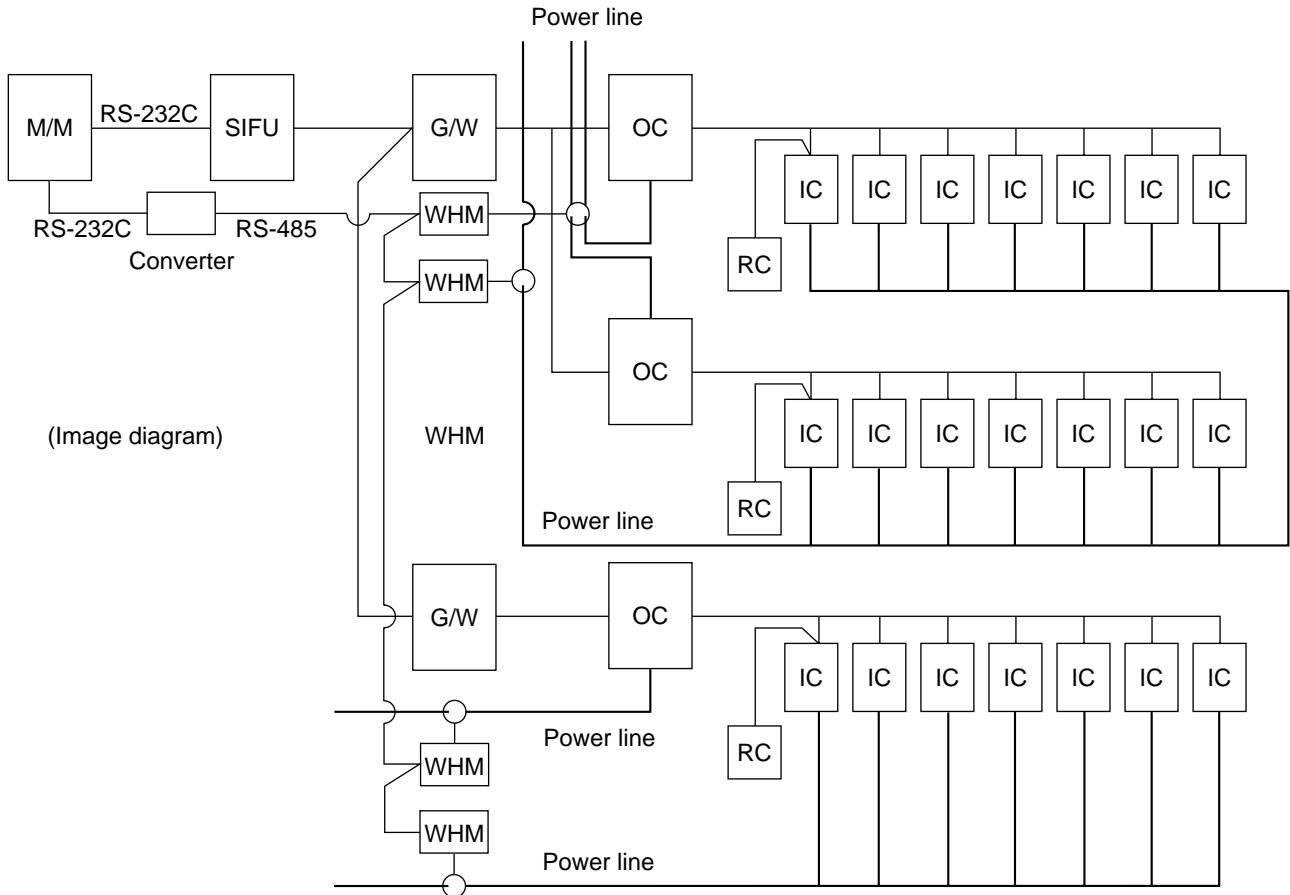 Power line
M/M
RS-232C
SIFU
G/W
OC
IC IC IC IC IC IC IC
RS-232C
RS-485
WHM
Converter
RC
WHM
OC
IC IC IC IC IC IC IC
(Image diagram)
WHM
RC
Power line
G/W
OC
IC IC IC IC IC IC IC
Power line
RC
WHM
WHM
Power line